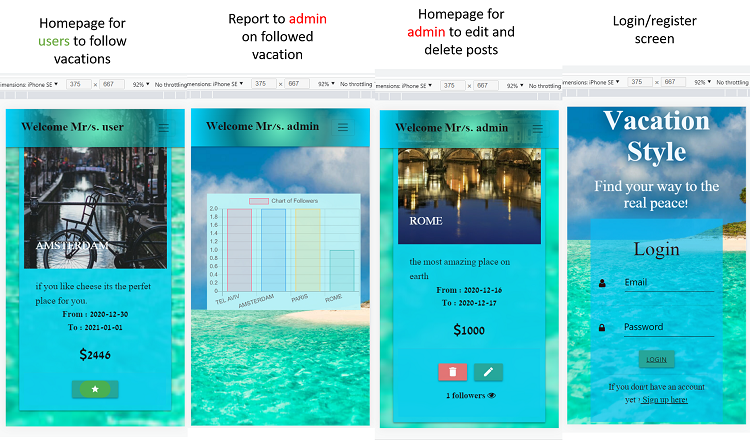 Homepage for
users to follow
vacations
Report to admin
on followed
vacation
Homepage for
admin to edit and
delete posts
Login/register
screen
imensions: iPhone SE ▼ 375 × 667 92% ▼ No throttling
mensions: iPhone SE ▼ 375 × 667 92% ▼ No throttling
imensions: iPhone SE ▼ 375 × 667 92% ▼ No throttling
mensions: iPhone SE ▼ 375 × 667 92% ▼ No throttling
Welcome Mr/s. user
AMSTERDAM
if you like cheese its the perfet
place for you.
From : 2020-12-30
To : 2021-01-01
$2446
Welcome Mr/s. admin
Chart of Followers
2.0
1.8
1.6
1.4
1.2
1.0
0.8
0.6
0.4
0.2
0
TEL AVIV
AMSTERDAM
PARIS
ROME
Welcome Mr/s. admin
ROME
the most amazing place on
earth
From : 2020-12-16
To : 2020-12-17
$1000
1 followers
Vacation
Style
Find your way to the
real peace!
Login
Email
Password
LOGIN
If you don't have an account
yet : Sign up here!